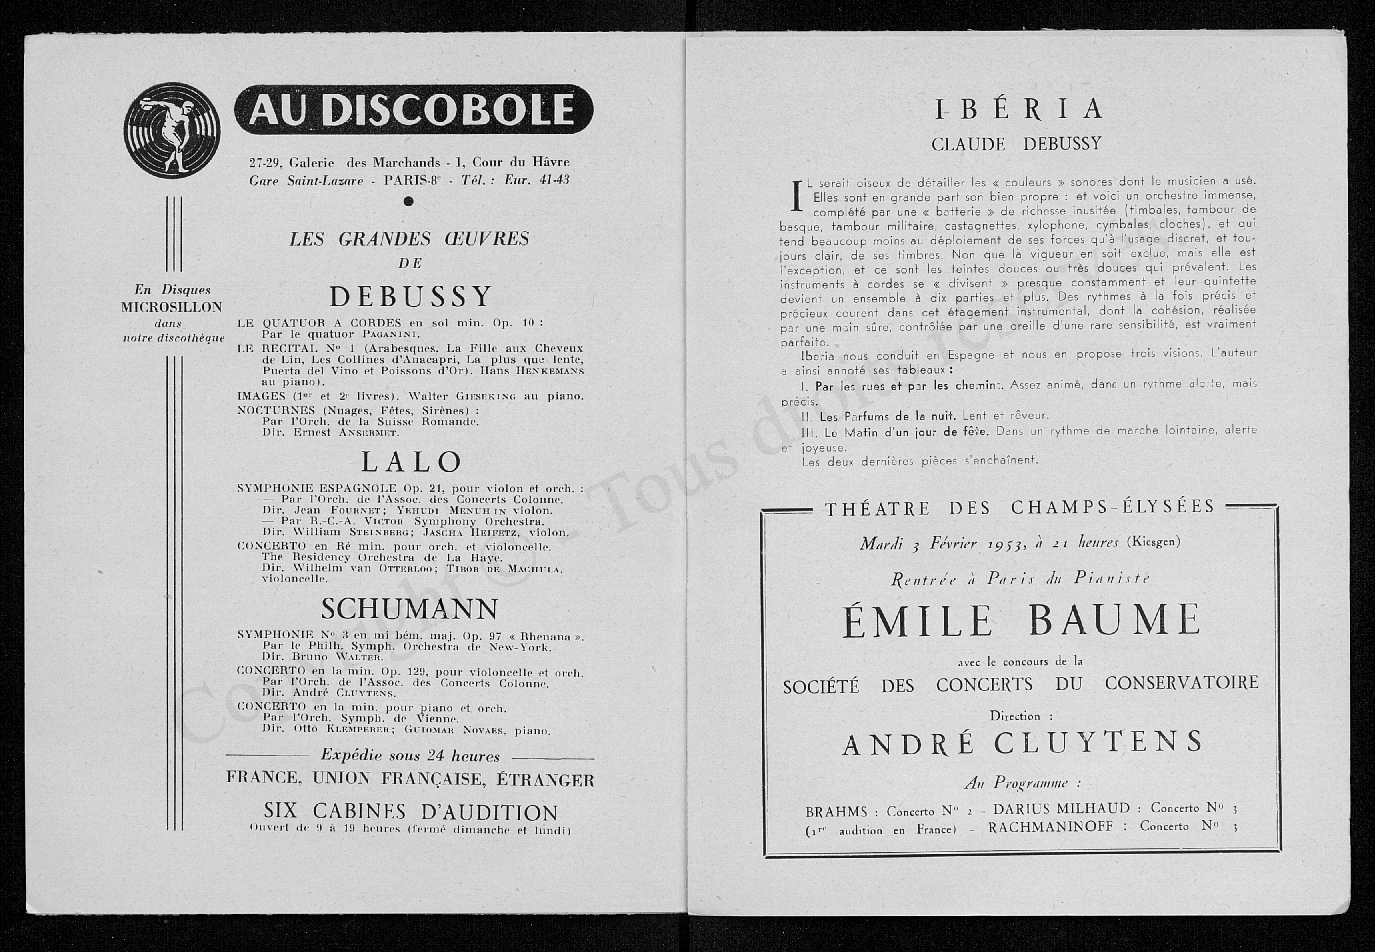 AU DISCOBOLE
27-29, Galerie des Marchands - 1, Cour du Hâvre
Gare Saint-Lazare - PARIS-8e - Tél. : Eur. 41-43
En Disques
MICROSILLON
dans
notre discothèque
LES GRANDES ŒUVRES
DE
DEBUSSY
LE QUATUOR A CORDES en sol min. Op. 10 :
Par le quatuor PAGANINI.
LE RECITAL No 1 (Arabesques, La Fille aux Cheveux
de Lin, Les Collines d'Anacapri, La plus que lente,
Puerta del Vino et Poissons d'Or). Hans HENKEMANS
au piano).
IMAGES (1er et 2e livres). Walter GIESEKING au piano.
NOCTURNES (Nuages, Fêtes, Sirènes) :
Par l'Orch. de la Suisse Romande.
Dir. Ernest ANSERMET.
LALO
SYMPHONIE ESPAGNOLE Op. 21, pour violon et orch. :
— Par l'Orch. de l'Assoc. des Concerts Colonne.
Dir. Jean FOURNET; YEHUDI MENUHIN violon.
— Par R.-C.-A. VICTOR Symphony Orchestra.
Dir. William STEINBERG; JASCHA HEIFETZ, violon.
CONCERTO en Ré min. pour orch. et violoncelle.
The Residency Orchestra de La Haye.
Dir. Wilhelm van OTTERLOO; TIBOR DE MACHULA,
violoncelle.
SCHUMANN
SYMPHONIE No 3 en mi bém. maj. Op. 97 « Rhenana ».
Par le Philh. Symph. Orchestra de New-York.
Dir. Bruno WALTER.
CONCERTO en la min. Op. 129, pour violoncelle et orch.
Par l'Orch. de l'Assoc. des Concerts Colonne.
Dir. André CLUYTENS.
CONCERTO en la min. pour piano et orch.
Par l'Orch. Symph. de Vienne.
Dir. Otto KLEMPERER; GUIOMAR NOVAES, piano.
Expédie sous 24 heures
FRANCE, UNION FRANÇAISE, ÉTRANGER
SIX CABINES D'AUDITION
Ouvert de 9 à 19 heures (fermé dimanche et lundi)
IBÉRIA
CLAUDE DEBUSSY
IL serait oiseux de détailler les « couleurs » sonores dont le musicien a usé.
Elles sont en grande part son bien propre : et voici un orchestre immense,
complété par une « batterie » de richesse inusitée (timbales, tambour de
basque, tambour militaire, castagnettes, xylophone, cymbales, cloches), et qui
tend beaucoup moins au déploiement de ses forces qu'à l'usage discret, et tou-
jours clair, de ses timbres. Non que la vigueur en soit exclue, mais elle est
l'exception, et ce sont les teintes douces ou très douces qui prévalent. Les
instruments à cordes se « divisent » presque constamment et leur quintette
devient un ensemble à dix parties et plus. Des rythmes à la fois précis et
précieux courent dans cet étagement instrumental, dont la cohésion, réalisée
par une main sûre, contrôlée par une oreille d'une rare sensibilité, est vraiment
parfaite.
Iberia nous conduit en Espagne et nous en propose trois visions. L'auteur
a ainsi annoté ses tableaux :
I. Par les rues et par les chemins. Assez animé, dans un rythme alerte, mais
précis.
II. Les Parfums de la nuit. Lent et rêveur.
III. Le Matin d'un jour de fête. Dans un rythme de marche lointaine, alerte
et joyeuse.
Les deux dernières pièces s'enchaînent.
THÉATRE DES CHAMPS-ÉLYSÉES
Mardi 3 Février 1953, à 21 heures (Kiesgen)
Rentrée à Paris du Pianiste
ÉMILE BAUME
avec le concours de la
SOCIÉTÉ DES CONCERTS DU CONSERVATOIRE
Direction :
ANDRÉ CLUYTENS
Au Programme :
BRAHMS : Concerto No 2 - DARIUS MILHAUD : Concerto No 3
(1re audition en France) - RACHMANINOFF : Concerto No 3